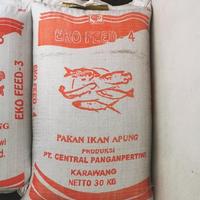 EKO FEED-4
PAKAN IKAN APUNG
PRODUKSI
PT. CENTRAL PANGANPERTIWI
KARAWANG
NETTO 30 KG
EKO FEED-3